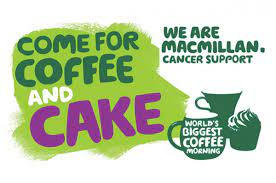 COME FOR
COFFEE
AND
CAKE
WE ARE
MACMILLAN.
CANCER SUPPORT
WORLD'S
BIGGEST
COFFEE
MORNING